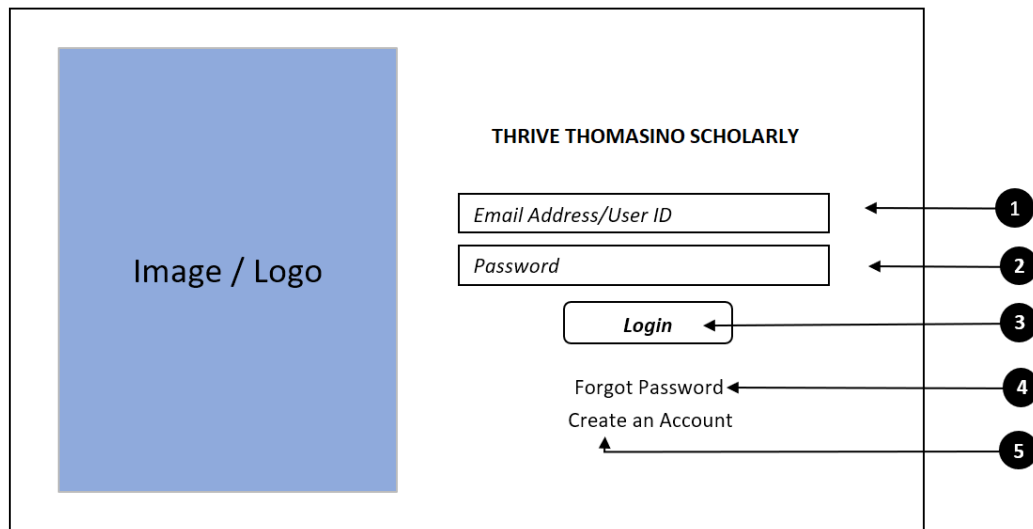 Image / Logo
THRIVE THOMASINO SCHOLARLY
Email Address/User ID
1
Password
2
Login
3
Forgot Password
4
Create an Account
5